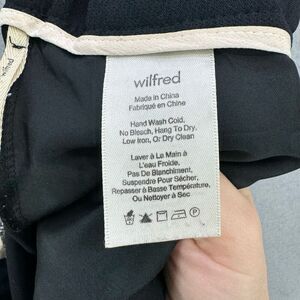 wilfred
wilfred
Made in China
Fabriqué en Chine
Hand Wash Cold,
No Bleach, Hang To Dry,
Low Iron, Or Dry Clean
Laver à La Main à
L'eau Froide,
Pas De Blanchiment,
Suspendre Pour Sécher,
Repasser à Basse Température,
Ou Nettoyer à Sec
P